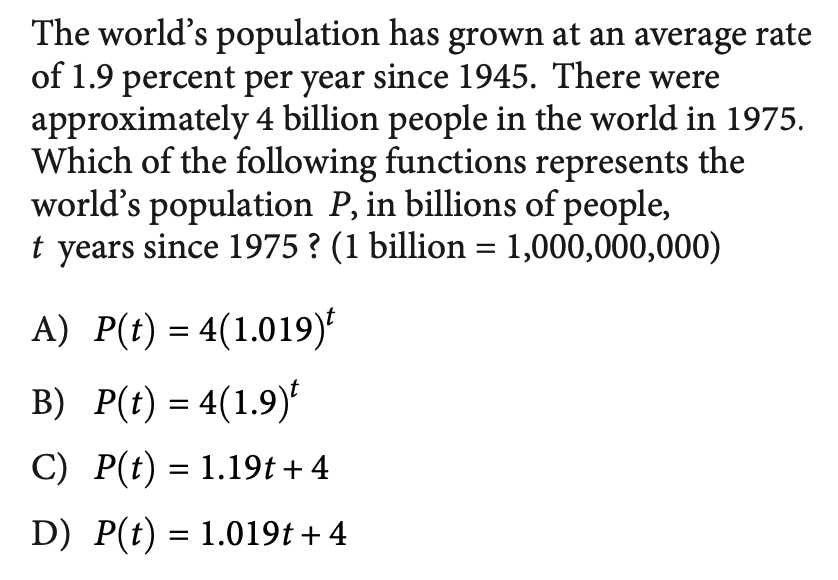 The world's population has grown at an average rate
of 1.9 percent per year since 1945. There were
approximately 4 billion people in the world in 1975.
Which of the following functions represents the
world's population P, in billions of people,
t years since 1975 ? (1 billion = 1,000,000,000)
A) P(t) = 4(1.019)^t
B) P(t) = 4(1.9)^t
C) P(t) = 1.19t + 4
D) P(t) = 1.019t + 4